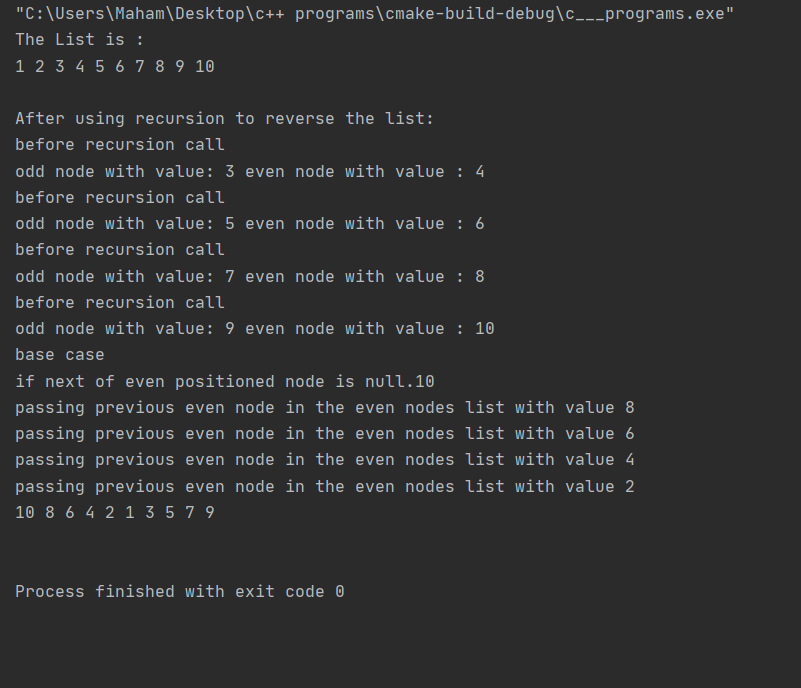 "C:\Users\Maham\Desktop\c++ programs\cmake-build-debug\c___programs.exe"
The List is :
1 2 3 4 5 6 7 8 9 10
After using recursion to reverse the list:
before recursion call
odd node with value: 3 even node with value : 4
before recursion call
odd node with value: 5 even node with value : 6
before recursion call
odd node with value: 7 even node with value : 8
before recursion call
odd node with value: 9 even node with value : 10
base case
if next of even positioned node is null.10
passing previous even node in the even nodes list with value 8
passing previous even node in the even nodes list with value 6
passing previous even node in the even nodes list with value 4
passing previous even node in the even nodes list with value 2
10 8 6 4 2 1 3 5 7 9
Process finished with exit code 0